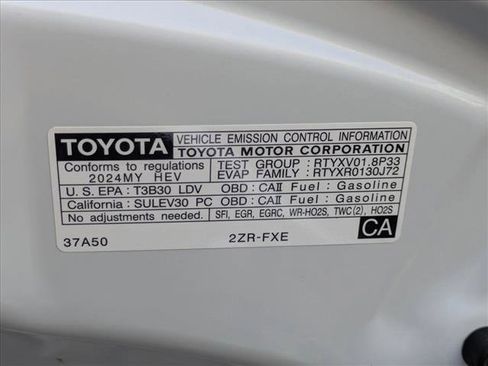 TOYOTA VEHICLE EMISSION CONTROL INFORMATION
TOYOTA MOTOR CORPORATION
Conforms to regulations TEST GROUP : RTYXV01.8P33
2024MY HEV EVAP FAMILY : RTYXR0130J72
U.S. EPA : T3B30 LDV OBD : CAII Fuel : Gasoline
California : SULEV30 PC OBD : CAII Fuel : Gasoline
No adjustments needed. SFI, EGR, EGRC, WR-HO2S, TWC(2), HO2S
37A50 2ZR-FXE CA